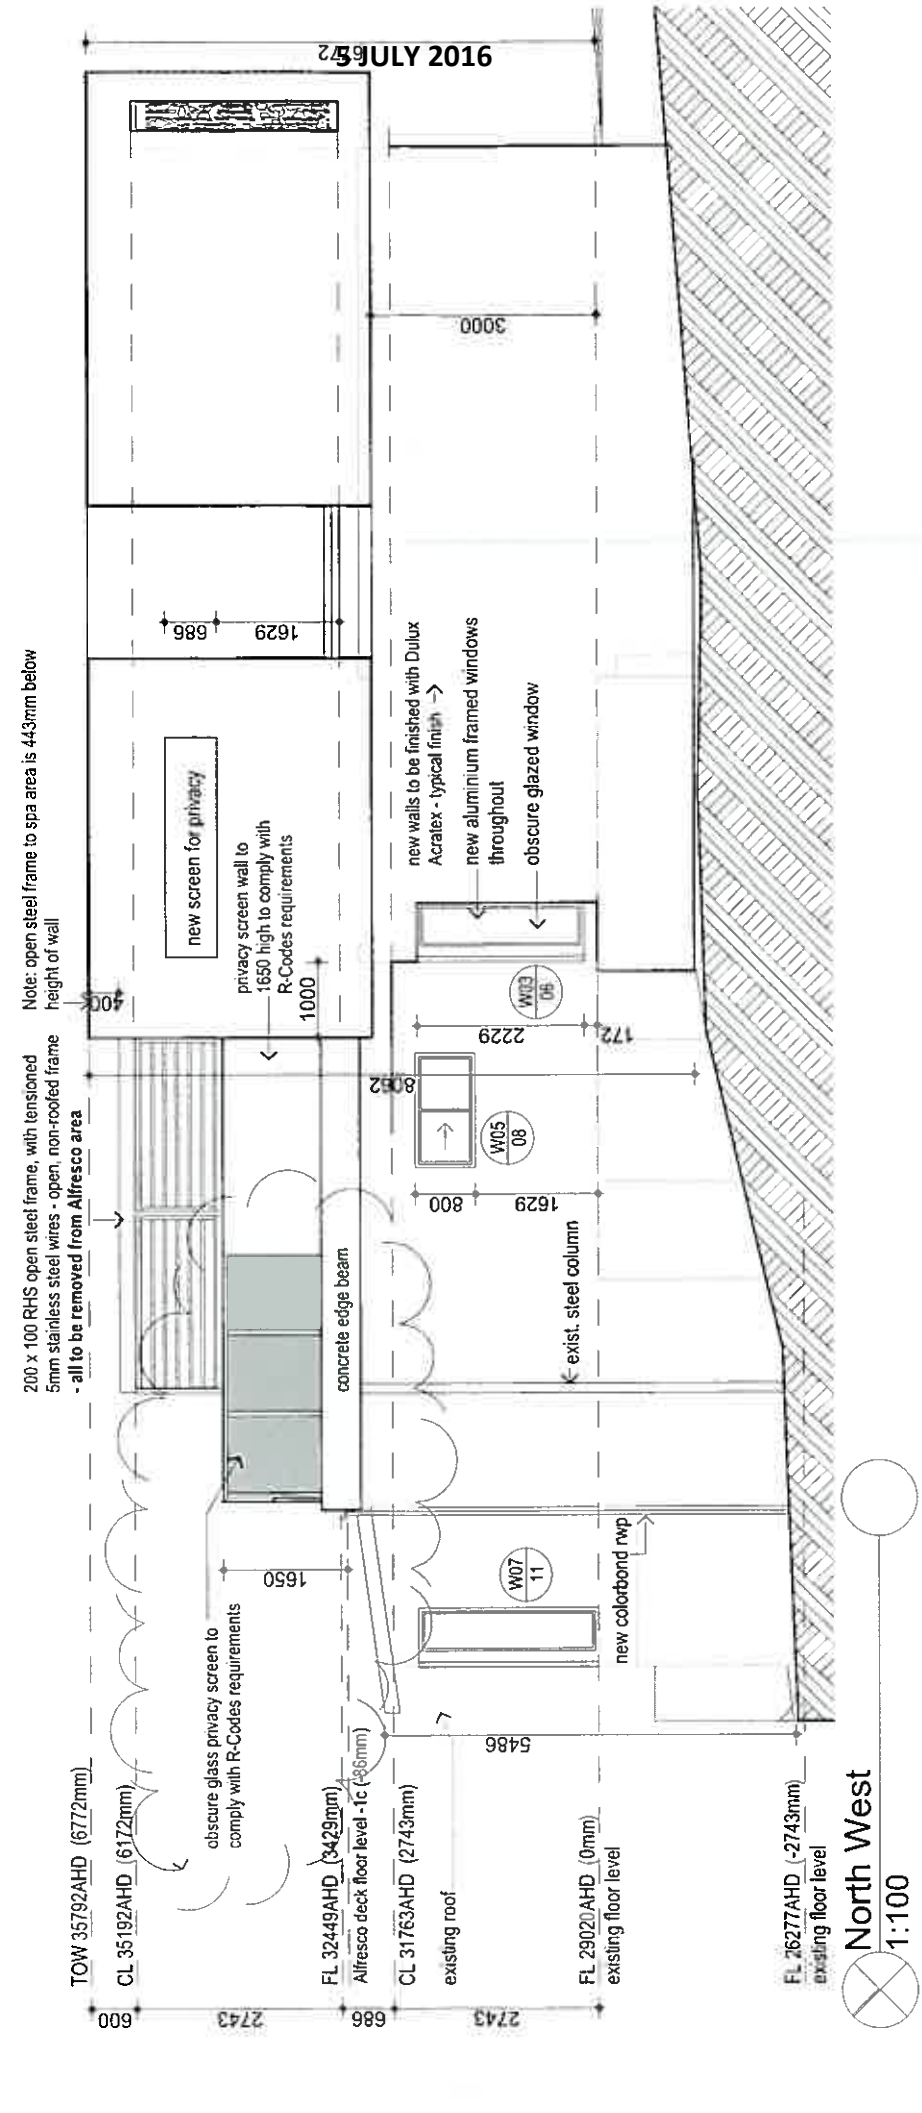 5 JULY 2016
6772
Note: open steel frame to spa area is 443mm below
height of wall
200 x 100 RHS open steel frame, with tensioned
5mm stainless steel wires - open, non-roofed frame
- all to be removed from Alfresco area
400
new screen for privacy
686
1629
3000
privacy screen wall to
1650 high to comply with
R-Codes requirements
1000
new walls to be finished with Dulux
Acratex - typical finish
new aluminium framed windows
throughout
obscure glazed window
W03
06
2229
172
8062
W05
08
800
1629
concrete edge beam
exist. steel column
obscure glass privacy screen to
comply with R-Codes requirements
1650
W07
11
new colorbond rwp
existing roof
5486
TOW 35792AHD (6772mm)
CL 35192AHD (6172mm)
FL 32449AHD (3429mm)
Alfresco deck floor level -1c (-86mm)
CL 31763AHD (2743mm)
FL 29020AHD (0mm)
existing floor level
FL 26277AHD (-2743mm)
existing floor level
600
2743
686
2743
North West
1:100